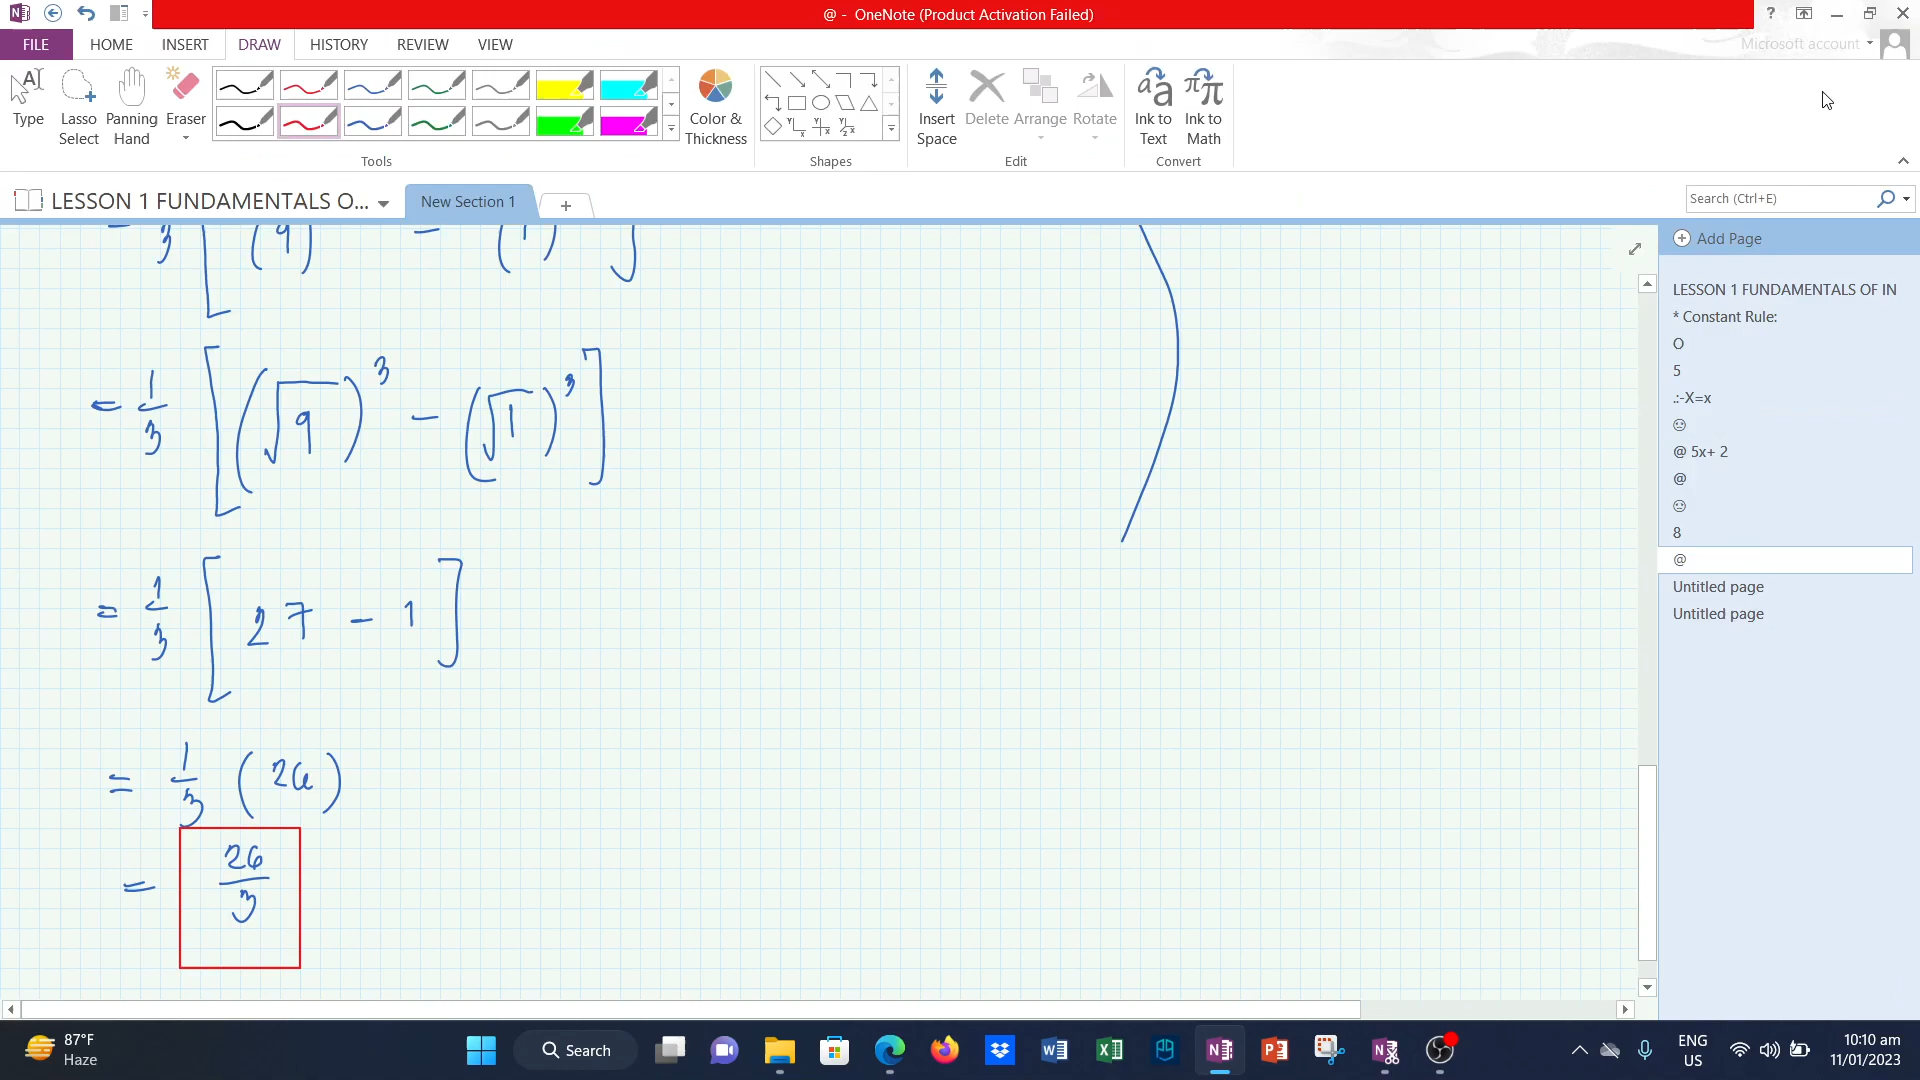 @ - OneNote (Product Activation Failed)
FILE HOME INSERT DRAW HISTORY REVIEW VIEW
Microsoft account
Type
Lasso Select
Panning Hand
Eraser
Color & Thickness
Insert Space
Delete
Arrange
Rotate
Ink to Text
Ink to Math
Tools
Shapes
Edit
Convert
LESSON 1 FUNDAMENTALS O...
New Section 1
Search (Ctrl+E)
Add Page
LESSON 1 FUNDAMENTALS OF IN
* Constant Rule:
O
5
.:-X=x
☹
@ 5x+ 2
@
☹
8
@
Untitled page
Untitled page
= 1/3 [ (√9)^3 - (√1)^3 ]
= 1/3 [ 27 - 1 ]
= 1/3 (26)
= 26/3
87°F
Haze
Search
ENG
US
10:10 am
11/01/2023